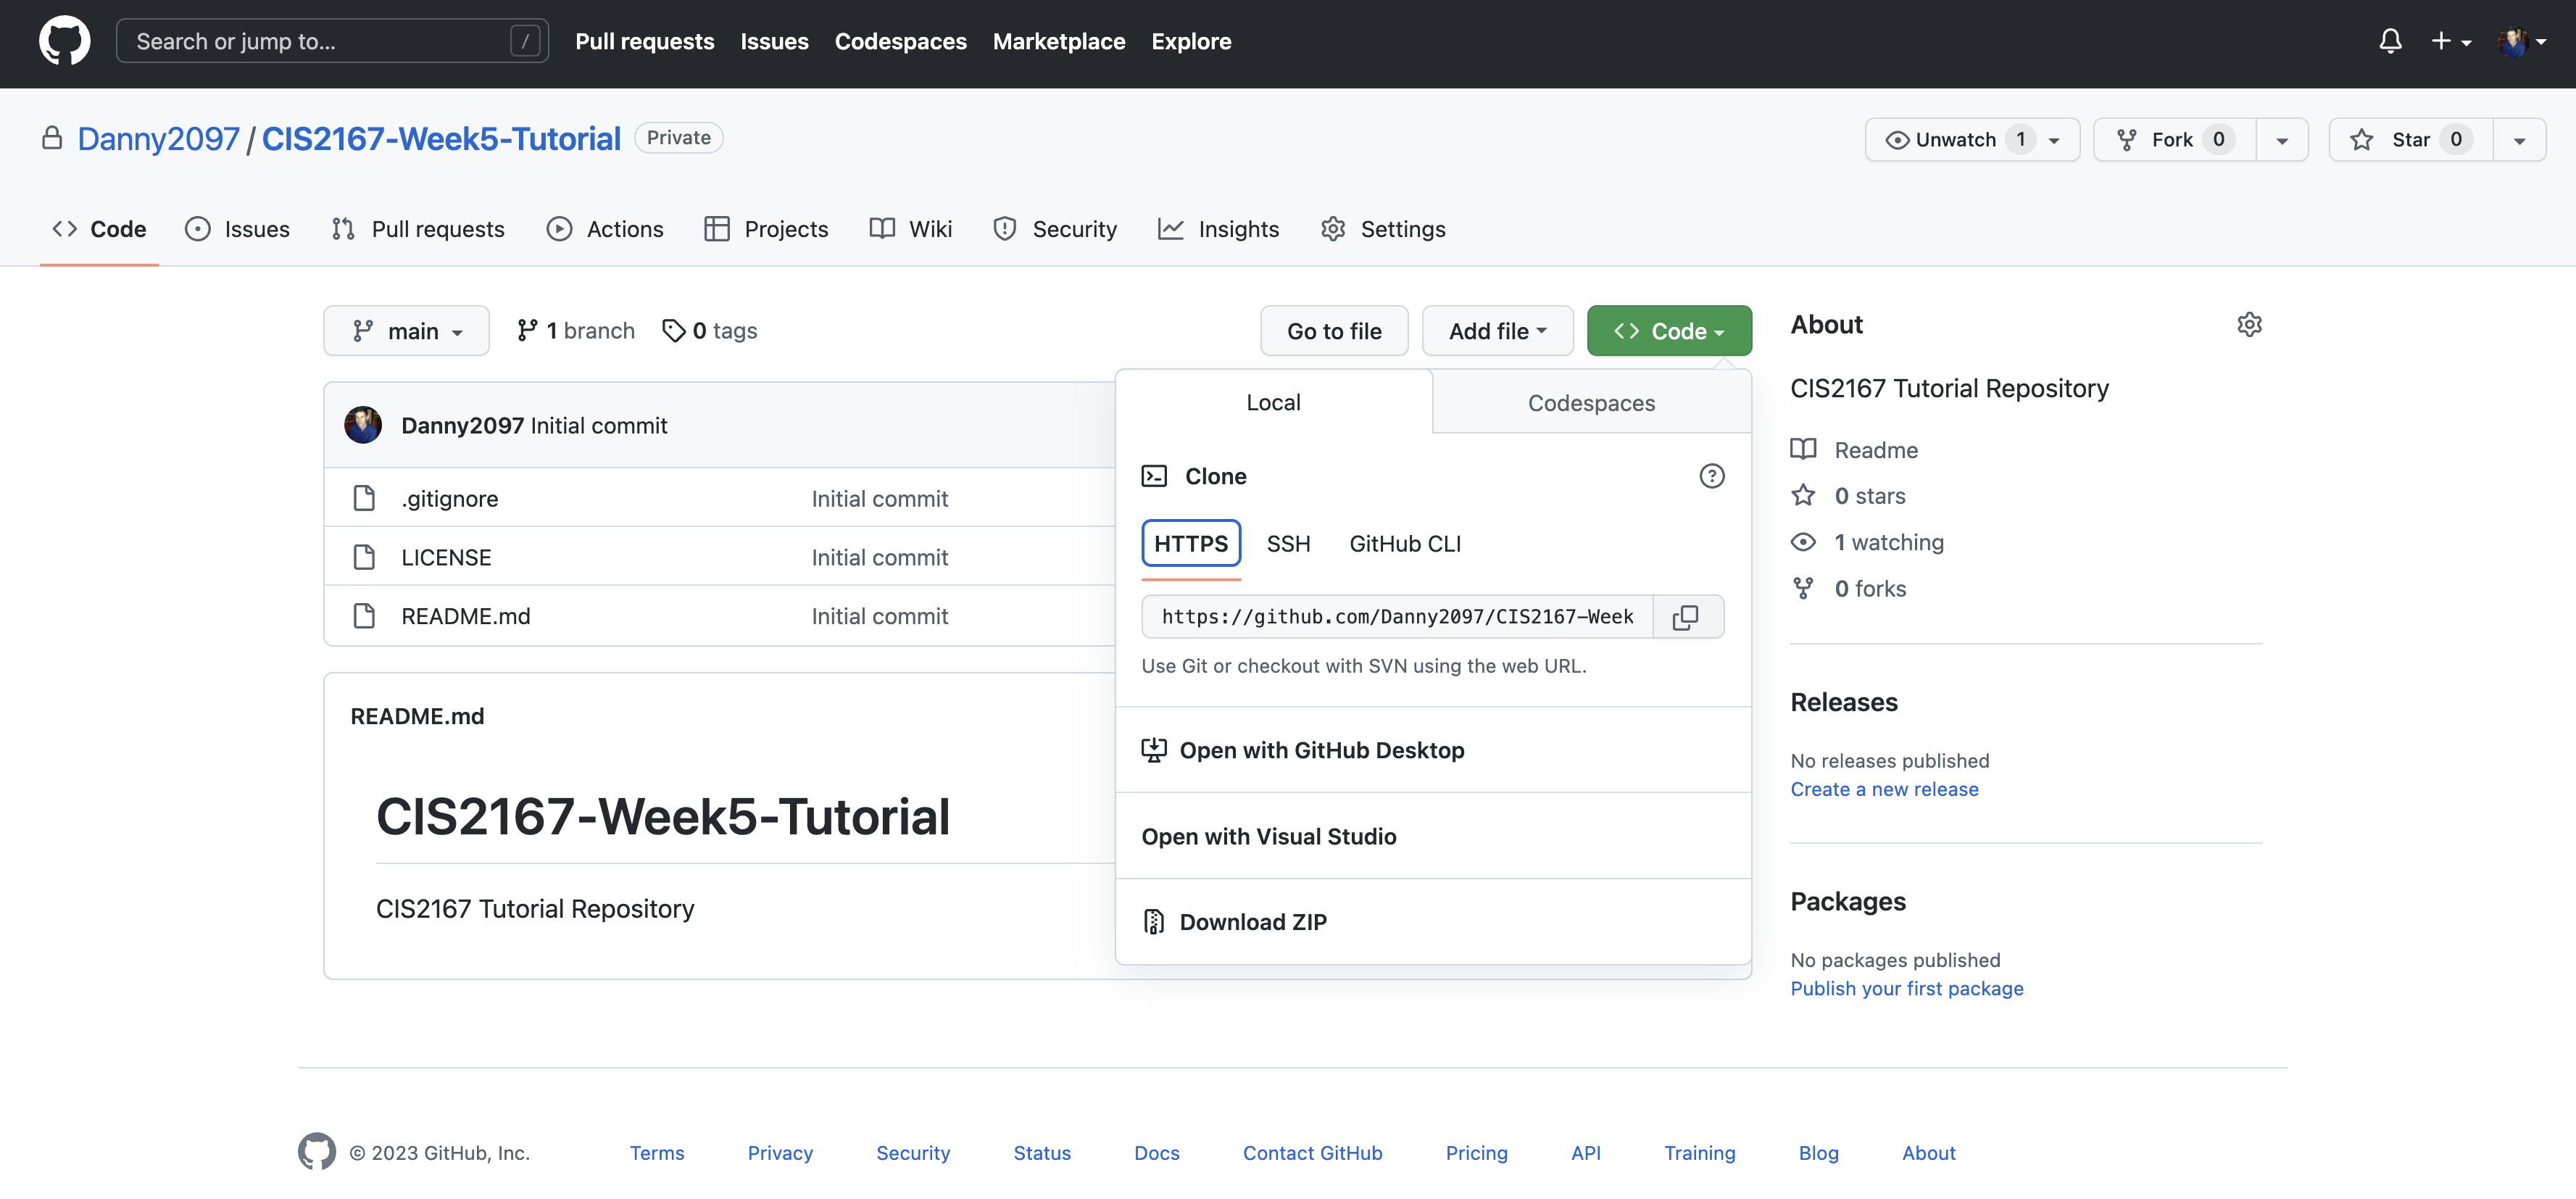 Search or jump to... /
Pull requests Issues Codespaces Marketplace Explore
Danny2097 / CIS2167-Week5-Tutorial Private
Unwatch 1
Fork 0
Star 0
Code Issues Pull requests Actions Projects Wiki Security Insights Settings
main 1 branch 0 tags
Go to file Add file Code
Danny2097 Initial commit
.gitignore Initial commit
LICENSE Initial commit
README.md Initial commit
README.md
CIS2167-Week5-Tutorial
CIS2167 Tutorial Repository
Local Codespaces
Clone
HTTPS SSH GitHub CLI
https://github.com/Danny2097/CIS2167-Week
Use Git or checkout with SVN using the web URL.
Open with GitHub Desktop
Open with Visual Studio
Download ZIP
About
CIS2167 Tutorial Repository
Readme
0 stars
1 watching
0 forks
Releases
No releases published
Create a new release
Packages
No packages published
Publish your first package
© 2023 GitHub, Inc. Terms Privacy Security Status Docs Contact GitHub Pricing API Training Blog About